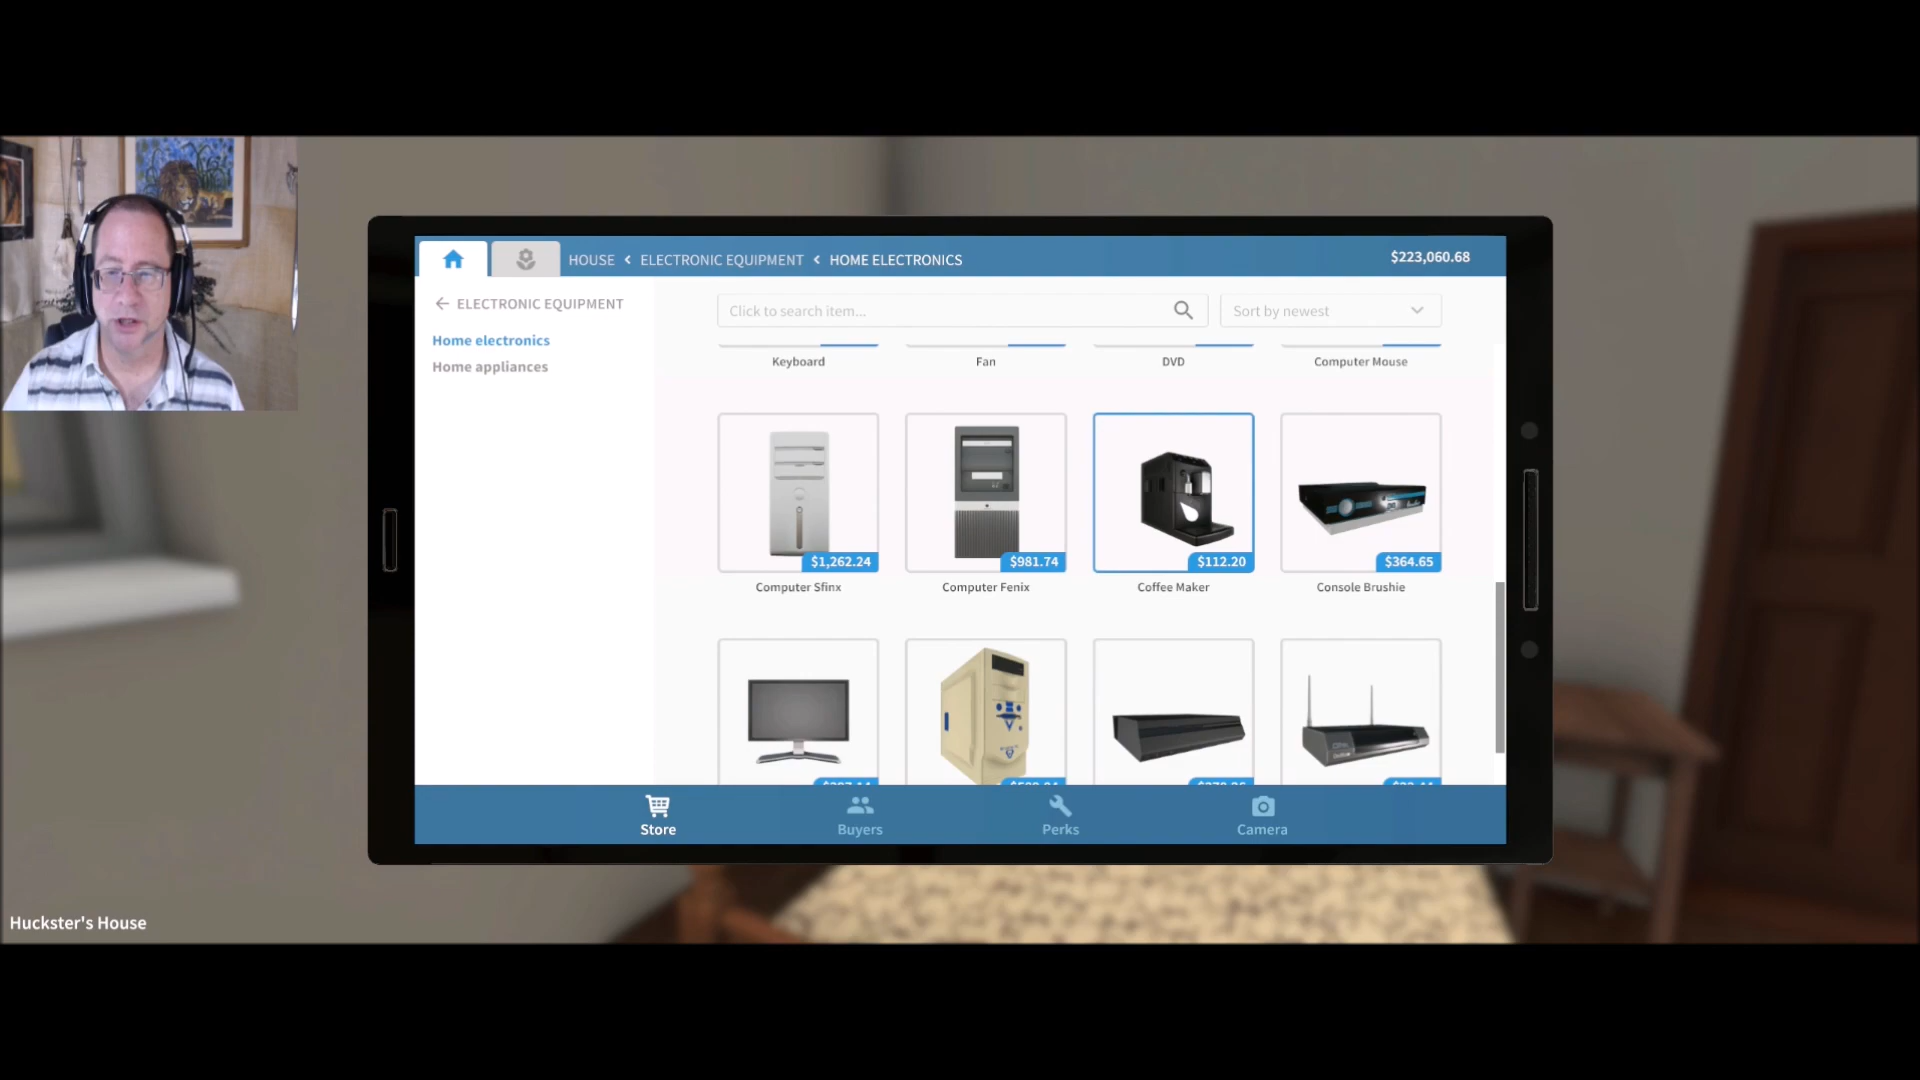 HOUSE < ELECTRONIC EQUIPMENT < HOME ELECTRONICS
$223,060.68
ELECTRONIC EQUIPMENT
Home electronics
Home appliances
Click to search item...
Sort by newest
Keyboard
Fan
DVD
Computer Mouse
$1,262.24
$981.74
$112.20
$364.65
Computer Sfinx
Computer Fenix
Coffee Maker
Console Brushie
Store
Buyers
Perks
Camera
Huckster's House